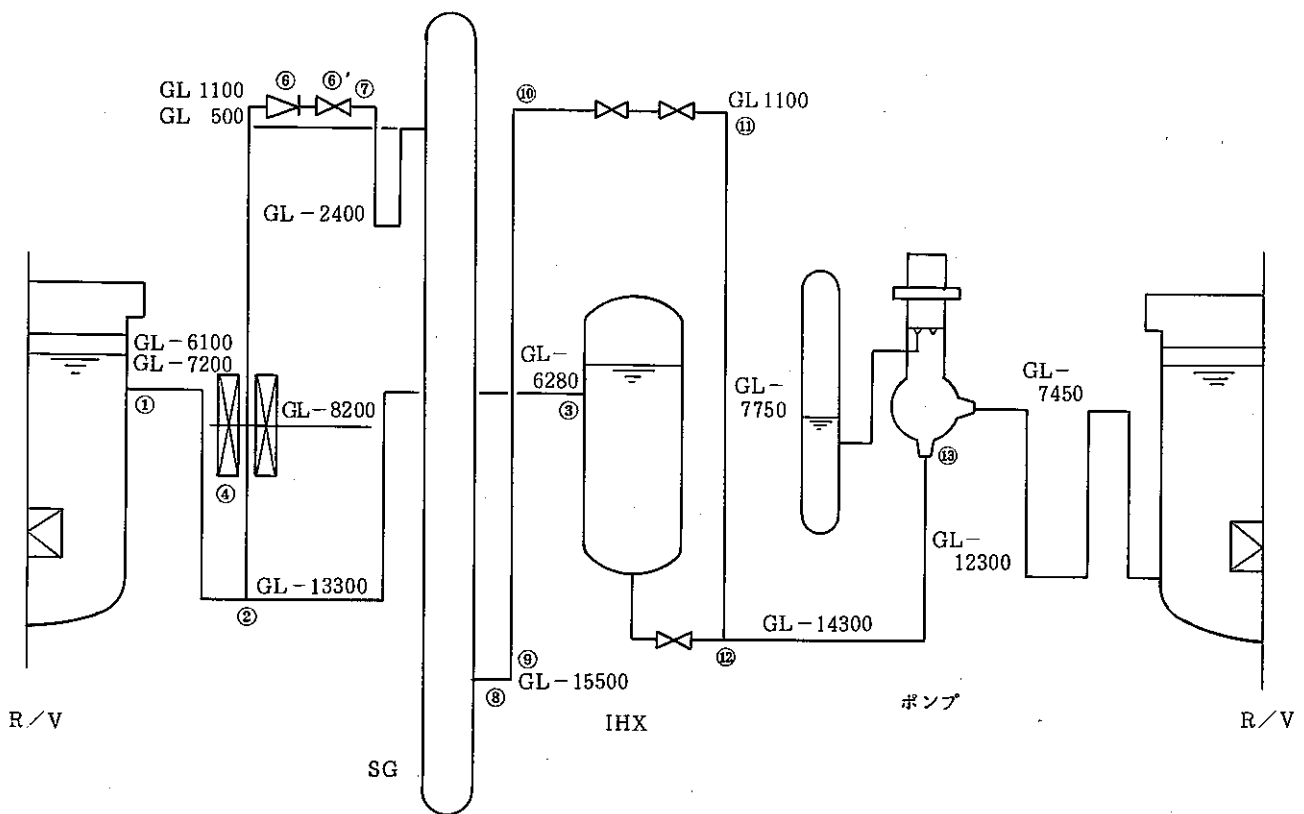 ⑥ ⑥' ⑦
GL 1100
GL 500
GL-2400
GL-6100
GL-7200
①
GL-8200
④
GL-13300
②
R/V
SG
⑩
GL 1100
⑪
GL-
6280
③
⑨
GL-15500
⑧
IHX
GL-14300
⑫
GL-
7750
GL-
7450
⑬
GL-
12300
ポンプ
R/V